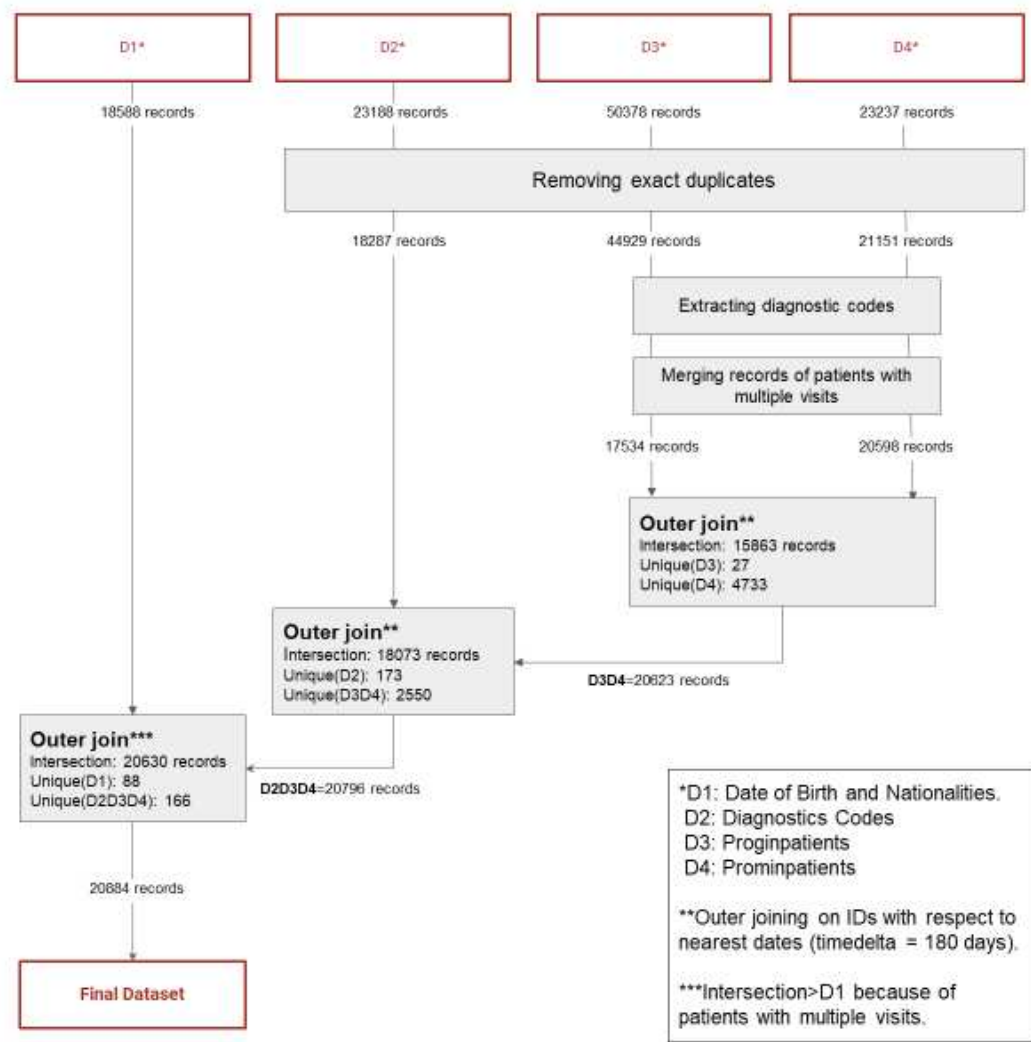 D1*
D2*
D3*
D4*
18588 records
23188 records
50378 records
23237 records
Removing exact duplicates
18287 records
44929 records
21151 records
Extracting diagnostic codes
Merging records of patients with
multiple visits
17534 records
20598 records
Outer join**
Intersection: 15863 records
Unique(D3): 27
Unique(D4): 4733
Outer join**
Intersection: 18073 records
Unique(D2): 173
Unique(D3D4): 2550
D3D4=20623 records
Outer join***
Intersection: 20630 records
Unique(D1): 88
Unique(D2D3D4): 166
D2D3D4=20796 records
20884 records
Final Dataset
*D1: Date of Birth and Nationalities.
D2: Diagnostics Codes
D3: Proginpatients
D4: Prominpatients
**Outer joining on IDs with respect to
nearest dates (timedelta = 180 days).
***Intersection>D1 because of
patients with multiple visits.